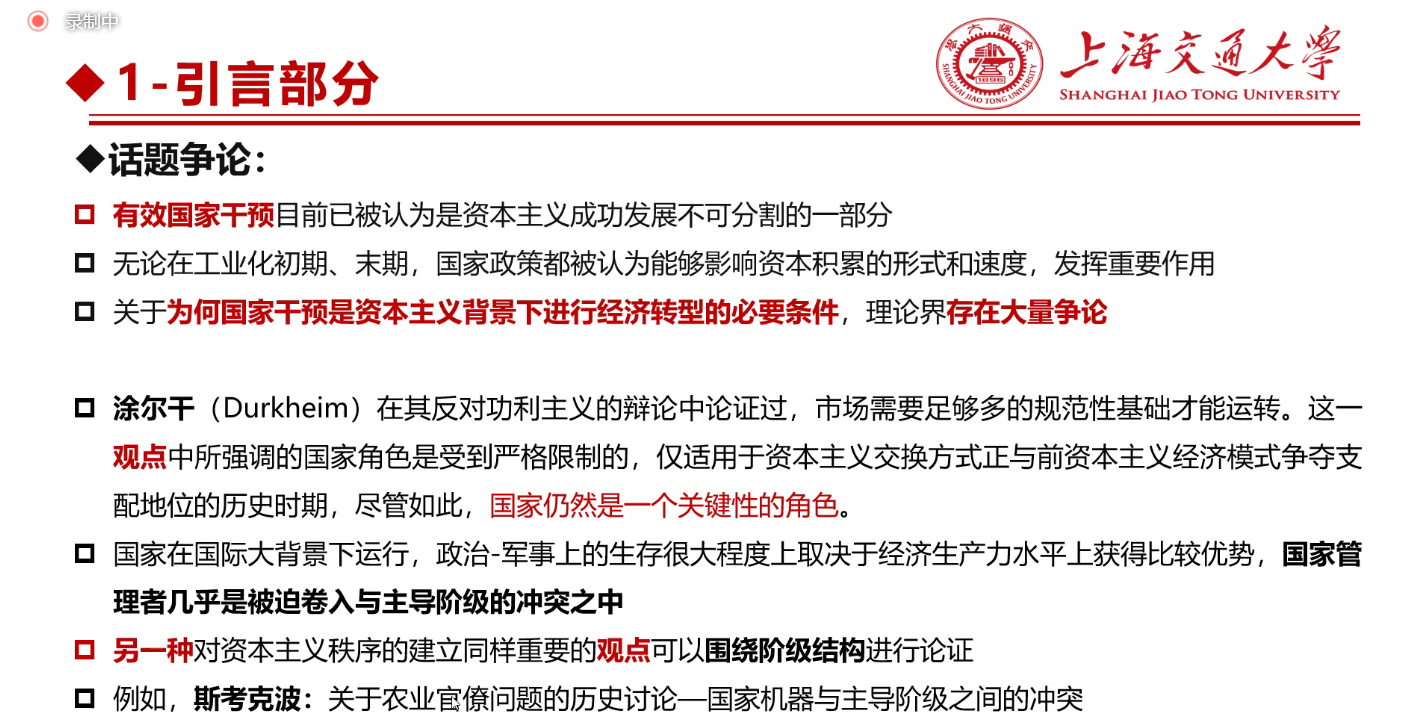 录制中
上海交通大学
SHANGHAI JIAO TONG UNIVERSITY
1896
SHANGHAI JIAO TONG UNIVERSITY
◆1-引言部分
◆话题争论：
有效国家干预目前已被认为是资本主义成功发展不可分割的一部分
无论在工业化初期、末期，国家政策都被认为能够影响资本积累的形式和速度，发挥重要作用
关于为何国家干预是资本主义背景下进行经济转型的必要条件，理论界存在大量争论
涂尔干（Durkheim）在其反对功利主义的辩论中论证过，市场需要足够多的规范性基础才能运转。这一
观点中所强调的国家角色是受到严格限制的，仅适用于资本主义交换方式正与前资本主义经济模式争夺支
配地位的历史时期，尽管如此，国家仍然是一个关键性的角色。
国家在国际大背景下运行，政治-军事上的生存很大程度上取决于经济生产力水平上获得比较优势，国家管
理者几乎是被迫卷入与主导阶级的冲突之中
另一种对资本主义秩序的建立同样重要的观点可以围绕阶级结构进行论证
例如，斯考克波：关于农业官僚问题的历史讨论—国家机器与主导阶级之间的冲突